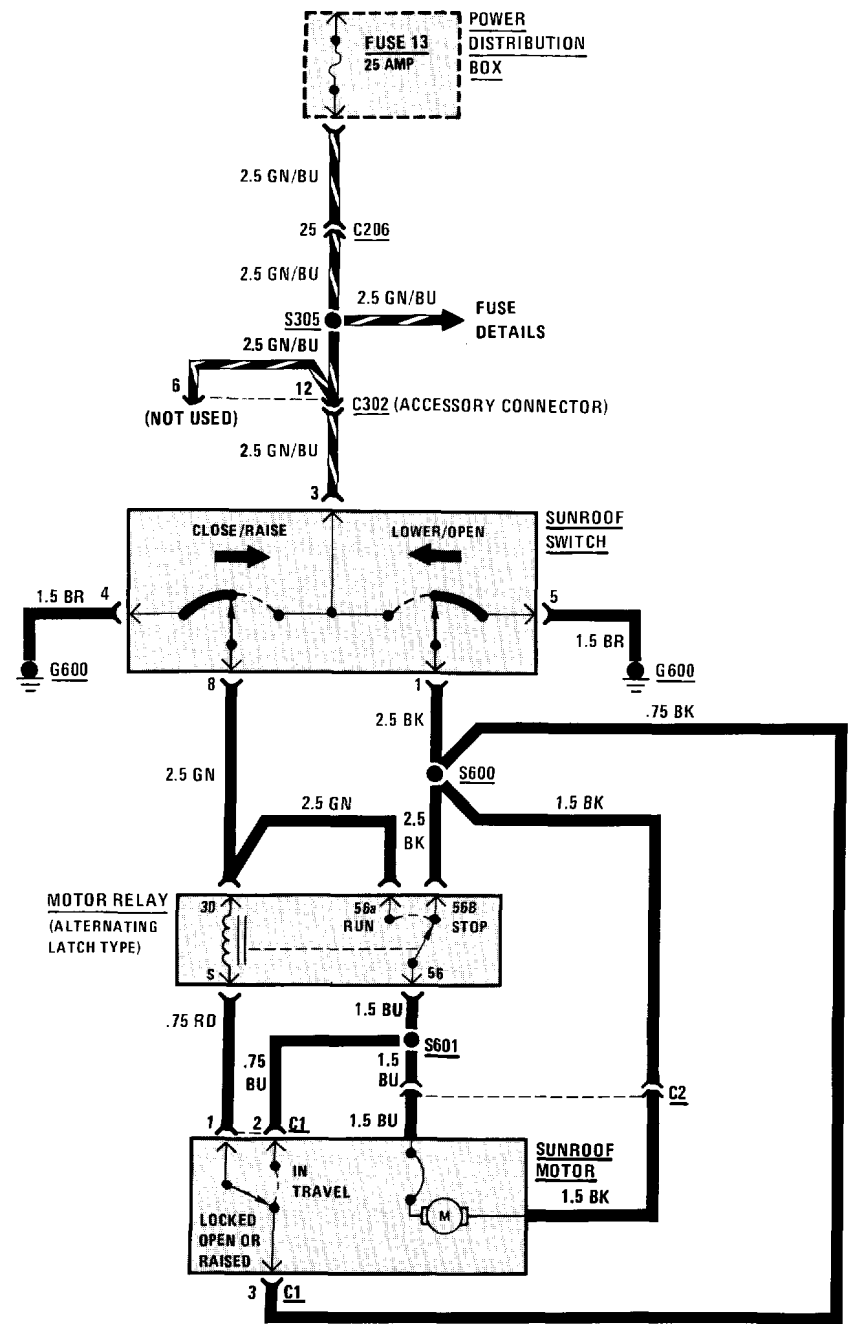 POWER
DISTRIBUTION
BOX
FUSE 13
25 AMP
2.5 GN/BU
25
C206
2.5 GN/BU
2.5 GN/BU
S305
FUSE
DETAILS
2.5 GN/BU
6
12
(NOT USED)
C302 (ACCESSORY CONNECTOR)
2.5 GN/BU
3
SUNROOF
SWITCH
CLOSE/RAISE
LOWER/OPEN
1.5 BR
4
5
1.5 BR
G600
G600
8
1
2.5 BK
.75 BK
2.5 GN
S600
2.5 GN
2.5
BK
1.5 BK
MOTOR RELAY
(ALTERNATING
LATCH TYPE)
30
56a
RUN
56B
STOP
S
56
.75 RD
1.5 BU
S601
.75
BU
1.5
BU
C2
1
2
C1
1.5 BU
SUNROOF
MOTOR
IN
TRAVEL
1.5 BK
M
LOCKED
OPEN OR
RAISED
3
C1